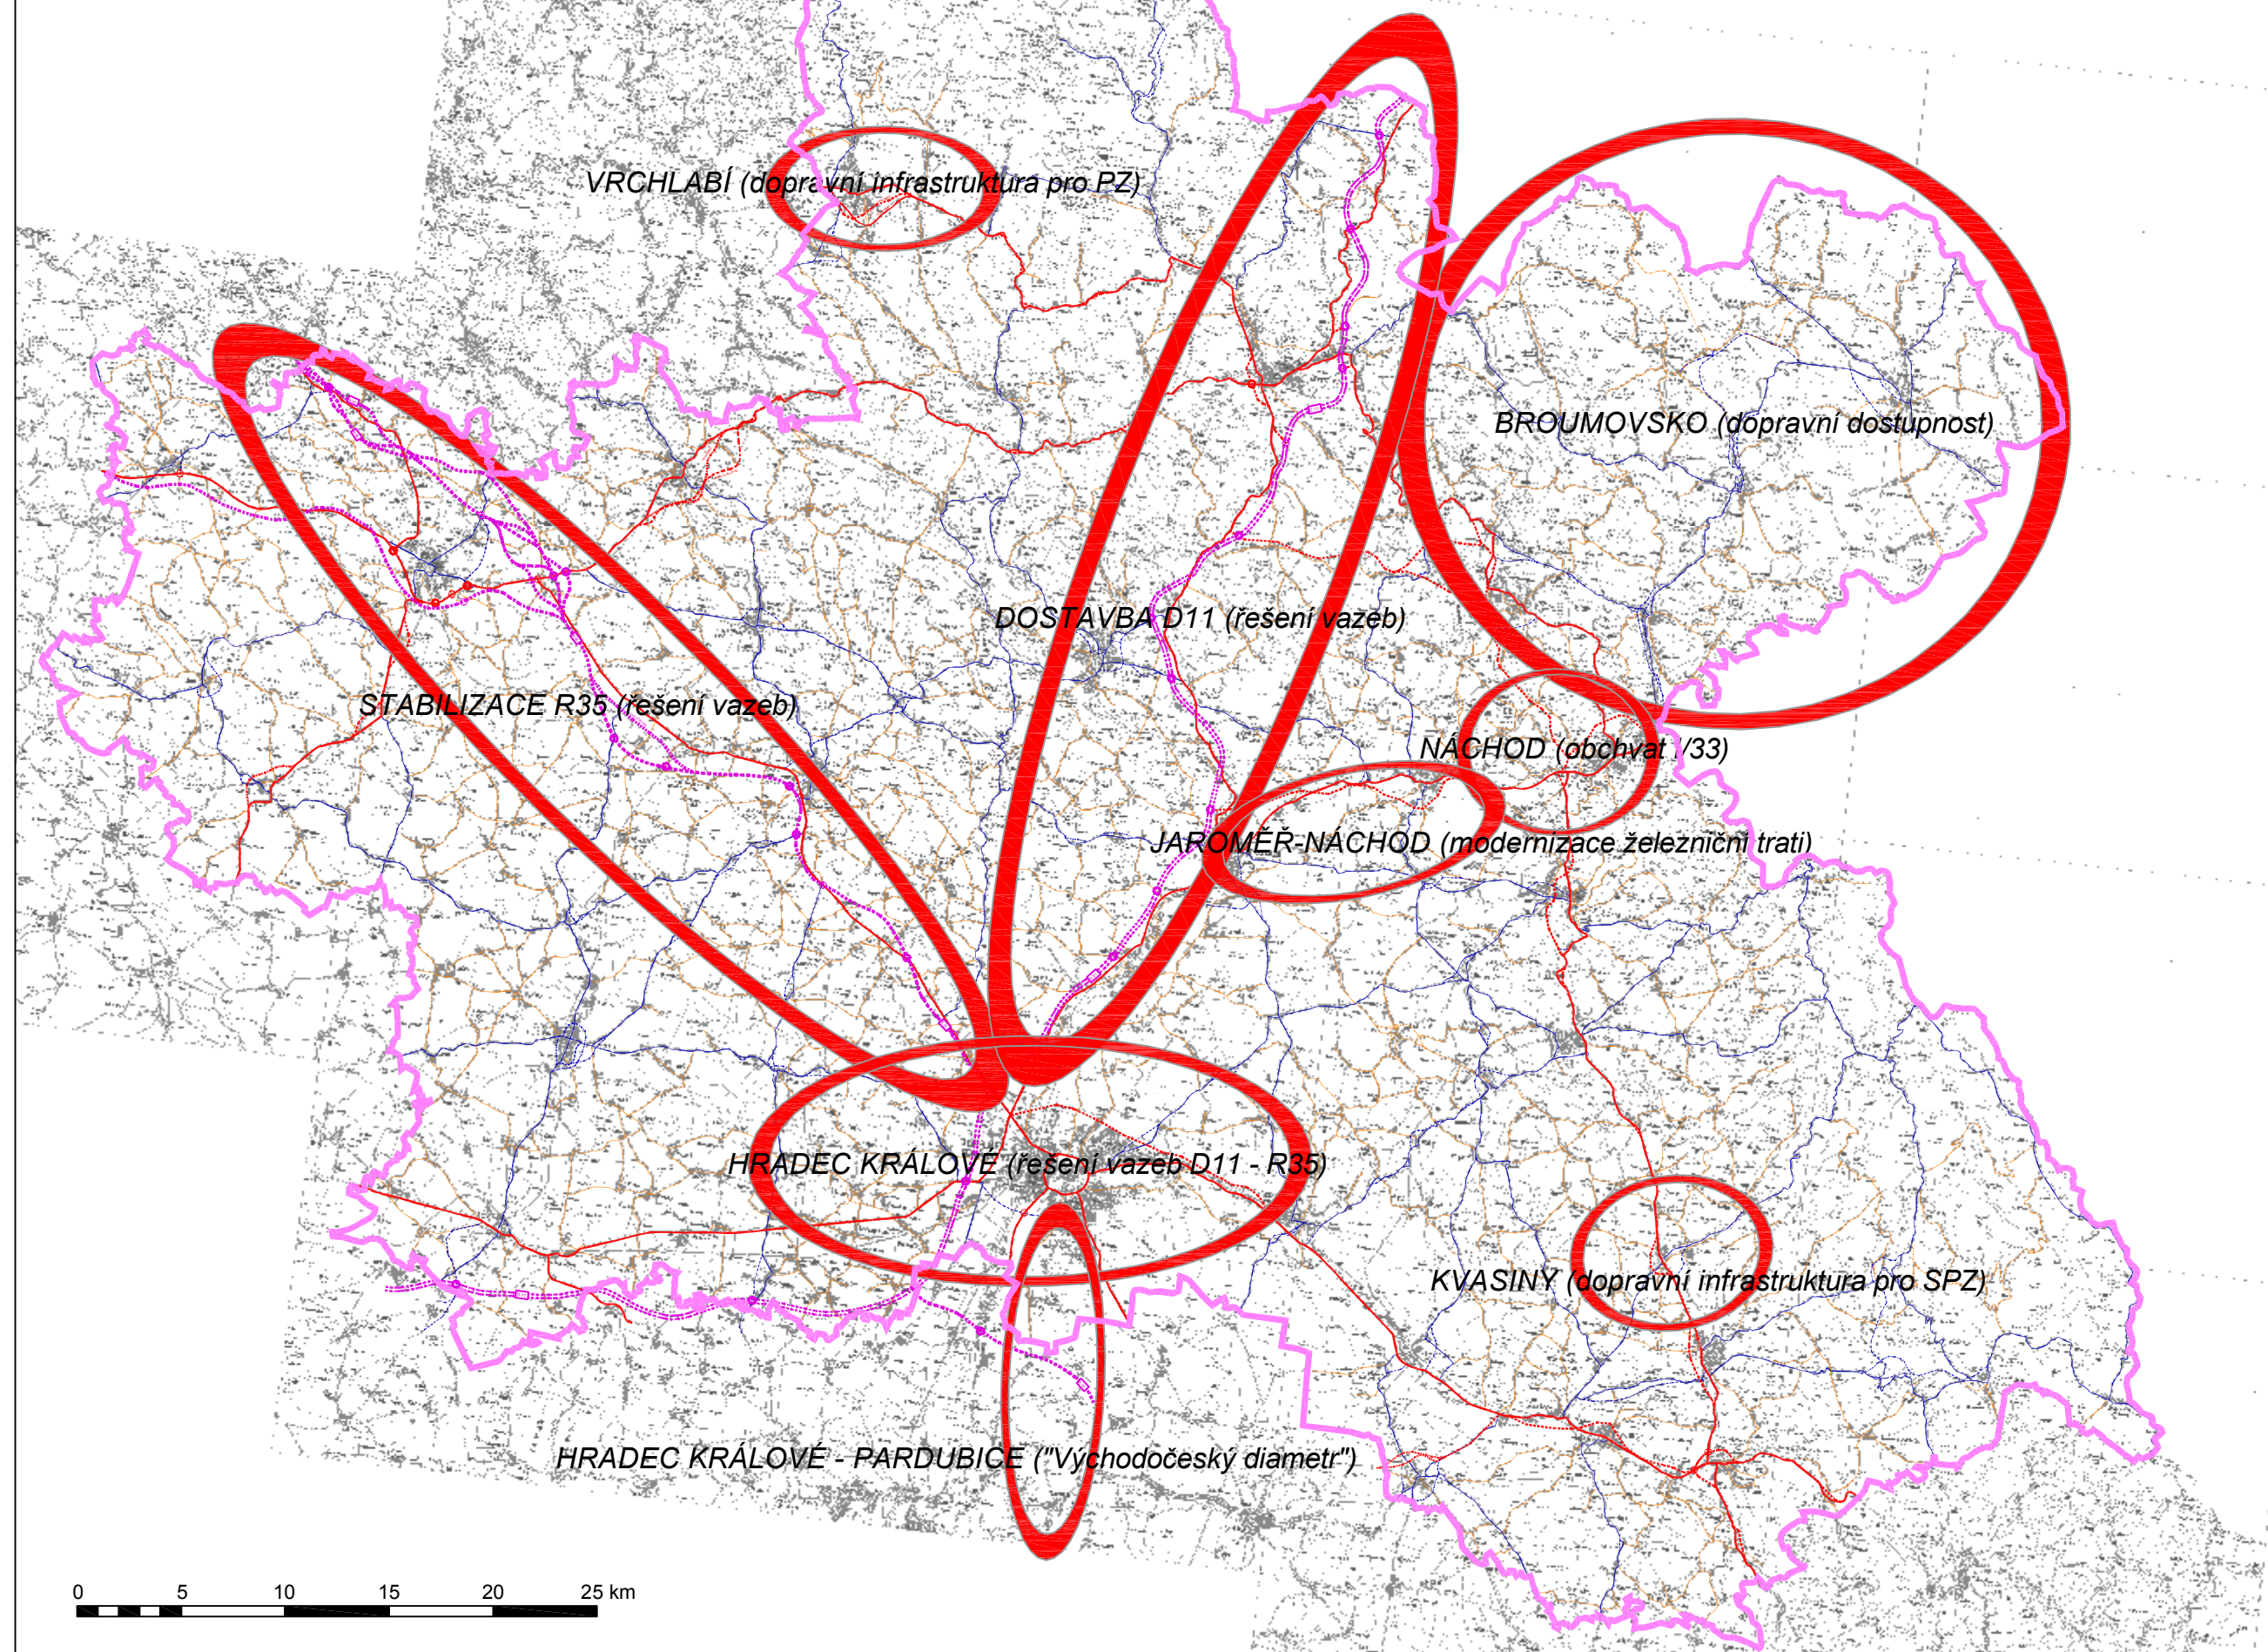 VRCHLABÍ (dopravní infrastruktura pro PZ)
BROUMOVSKO (dopravní dostupnost)
DOSTAVBA D11 (řešení vazeb)
STABILIZACE R35 (řešení vazeb)
NÁCHOD (obchvat I/33)
JAROMĚŘ-NÁCHOD (modernizace železniční trati)
HRADEC KRÁLOVÉ (řešení vazeb D11 - R35)
KVASINY (dopravní infrastruktura pro SPZ)
HRADEC KRÁLOVÉ - PARDUBICE ("Východočeský diametr")
0 5 10 15 20 25 km